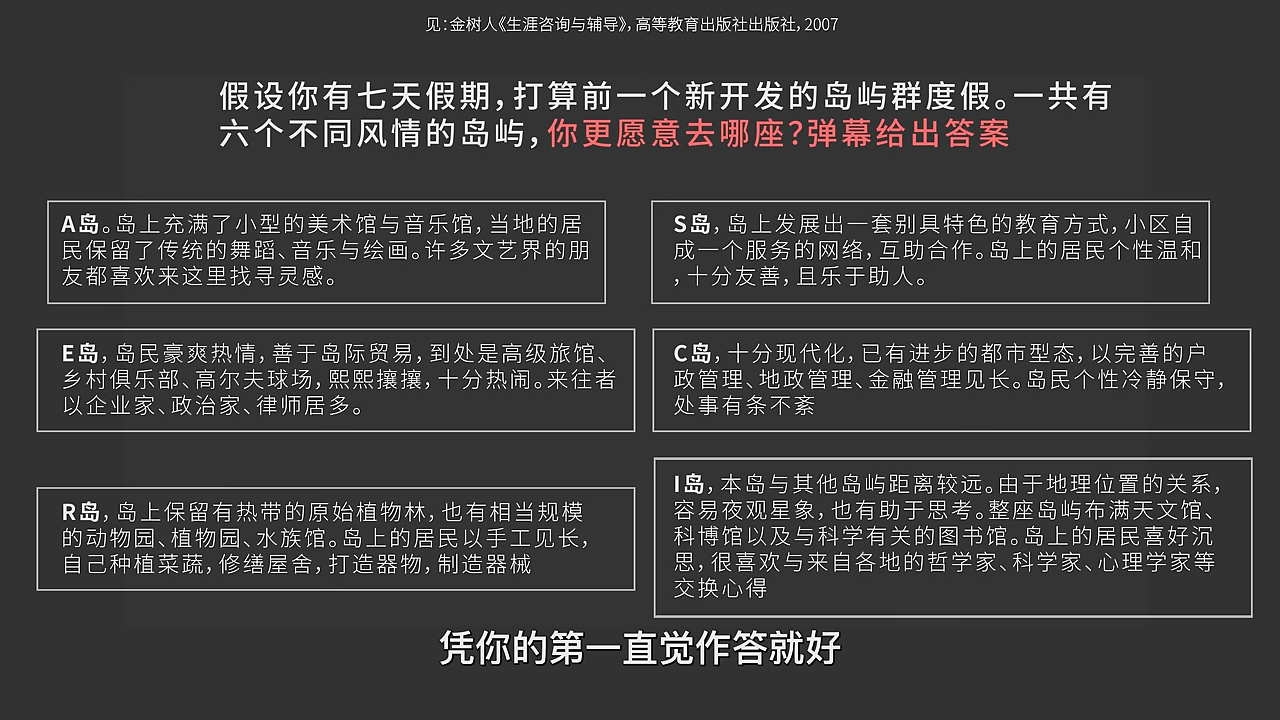 见：金树人《生涯咨询与辅导》，高等教育出版社出版社，2007
假设你有七天假期，打算前一个新开发的岛屿群度假。一共有
六个不同风情的岛屿，你更愿意去哪座？弹幕给出答案
A岛。岛上充满了小型的美术馆与音乐馆，当地的居
民保留了传统的舞蹈、音乐与绘画。许多文艺界的朋
友都喜欢来这里找寻灵感。
S岛，岛上发展出一套别具特色的教育方式，小区自
成一个服务的网络，互助合作。岛上的居民个性温和
，十分友善，且乐于助人。
E岛，岛民豪爽热情，善于岛际贸易，到处是高级旅馆、
乡村俱乐部、高尔夫球场，熙熙攘攘，十分热闹。来往者
以企业家、政治家、律师居多。
C岛，十分现代化，已有进步的都市型态，以完善的户
政管理、地政管理、金融管理见长。岛民个性冷静保守，
处事有条不紊
R岛，岛上保留有热带的原始植物林，也有相当规模
的动物园、植物园、水族馆。岛上的居民以手工见长，
自己种植菜蔬，修缮屋舍，打造器物，制造器械
I岛，本岛与其他岛屿距离较远。由于地理位置的关系，
容易夜观星象，也有助于思考。整座岛屿布满天文馆、
科博馆以及与科学有关的图书馆。岛上的居民喜好沉
思，很喜欢与来自各地的哲学家、科学家、心理学家等
交换心得
凭你的第一直觉作答就好